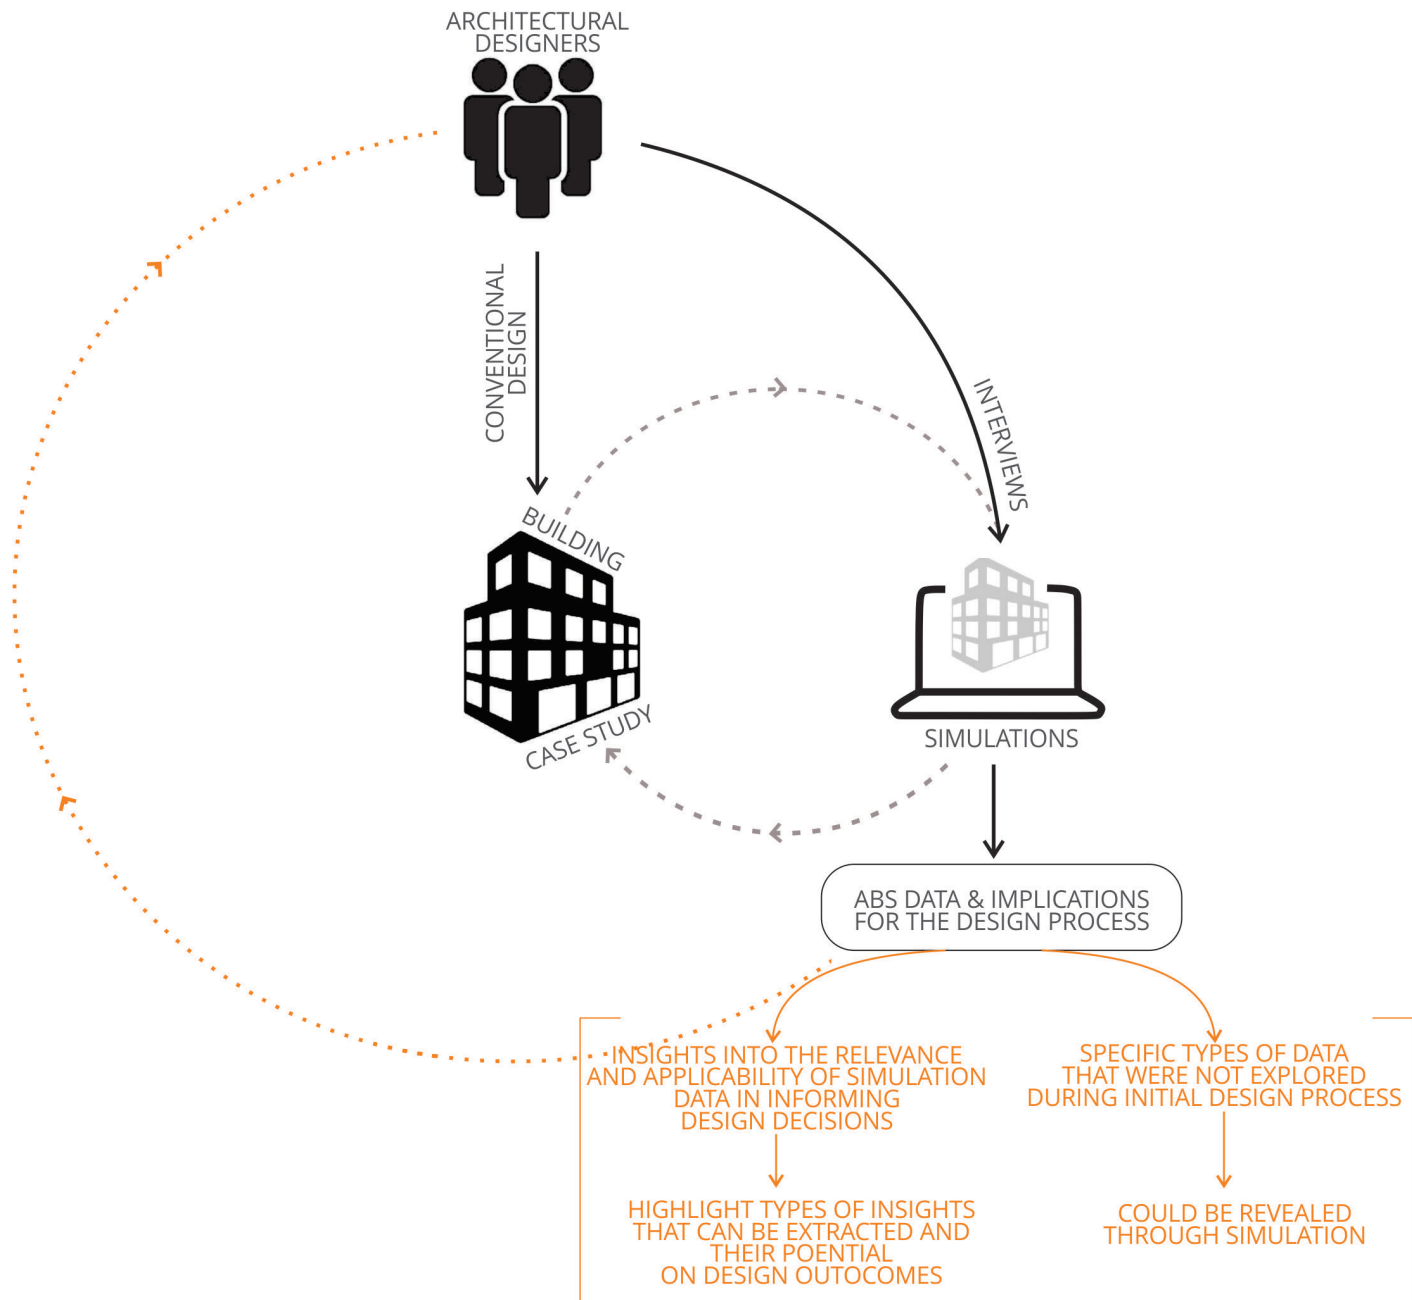 ARCHITECTURAL
DESIGNERS
CONVENTIONAL
DESIGN
INTERVIEWS
BUILDING
CASE STUDY
SIMULATIONS
ABS DATA & IMPLICATIONS
FOR THE DESIGN PROCESS
INSIGHTS INTO THE RELEVANCE
AND APPLICABILITY OF SIMULATION
DATA IN INFORMING
DESIGN DECISIONS
SPECIFIC TYPES OF DATA
THAT WERE NOT EXPLORED
DURING INITIAL DESIGN PROCESS
HIGHLIGHT TYPES OF INSIGHTS
THAT CAN BE EXTRACTED AND
THEIR POENTIAL
ON DESIGN OUTOCOMES
COULD BE REVEALED
THROUGH SIMULATION